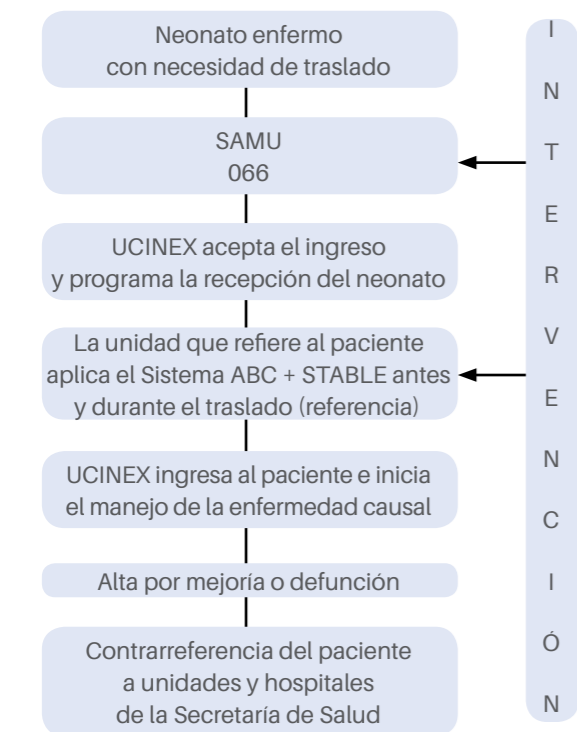 Neonato enfermo
con necesidad de traslado
SAMU
066
UCINEX acepta el ingreso
y programa la recepción del neonato
La unidad que refiere al paciente
aplica el Sistema ABC + STABLE antes
y durante el traslado (referencia)
UCINEX ingresa al paciente e inicia
el manejo de la enfermedad causal
Alta por mejoría o defunción
Contrarreferencia del paciente
a unidades y hospitales
de la Secretaría de Salud
I
N
T
E
R
V
E
N
C
I
Ó
N